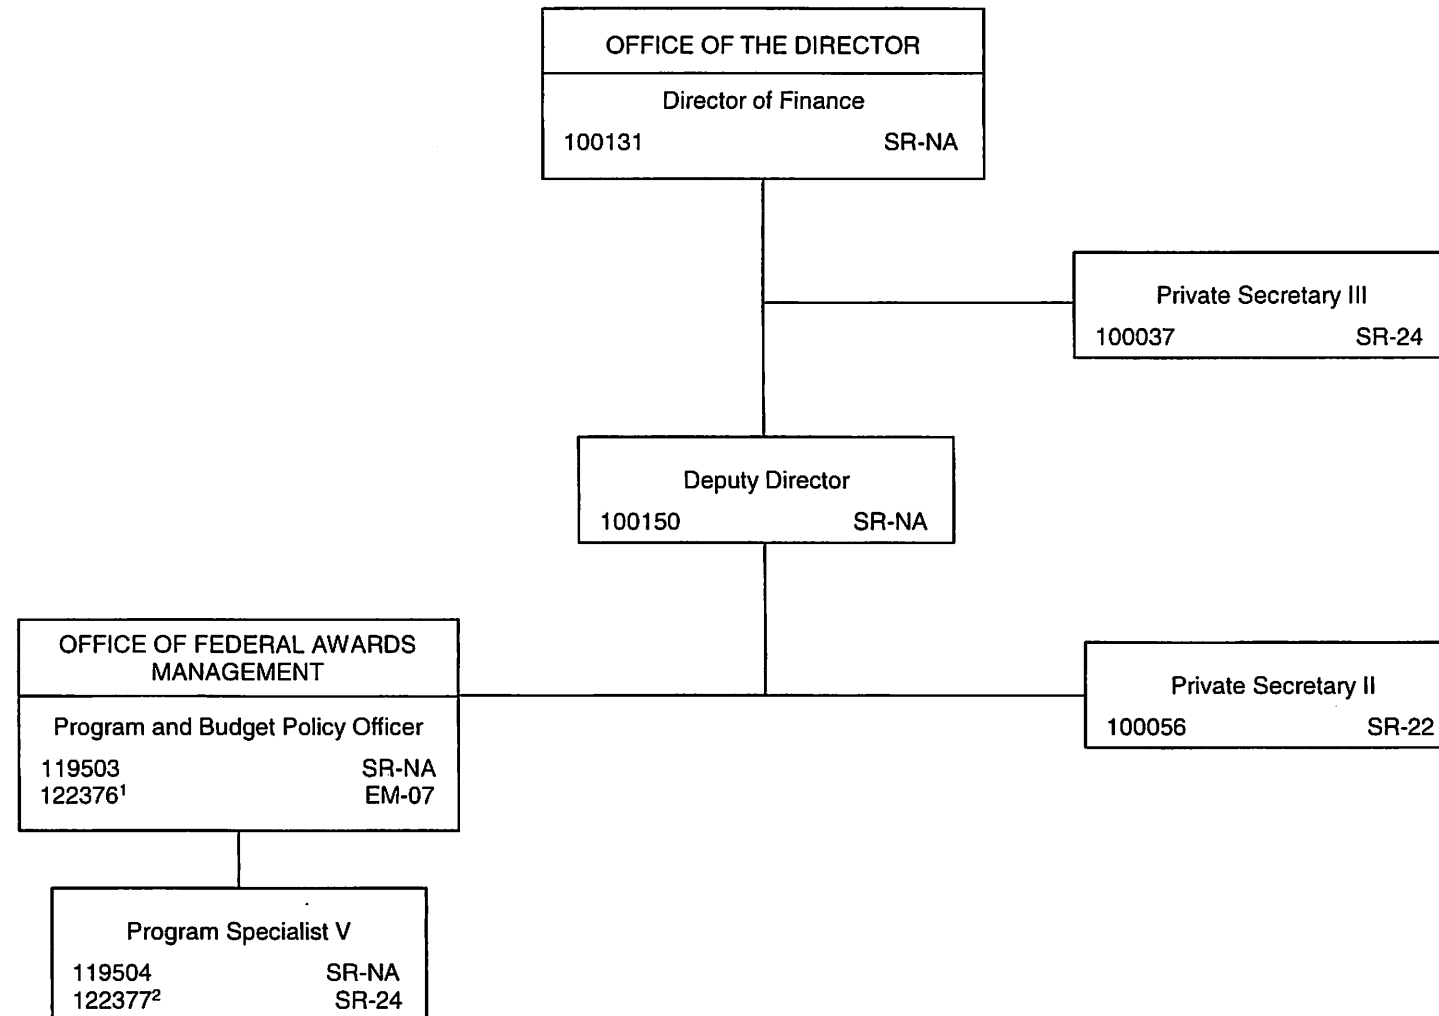 OFFICE OF THE DIRECTOR
Director of Finance
100131 SR-NA
Private Secretary III
100037 SR-24
Deputy Director
100150 SR-NA
OFFICE OF FEDERAL AWARDS
MANAGEMENT
Program and Budget Policy Officer
119503 SR-NA
122376¹ EM-07
Private Secretary II
100056 SR-22
Program Specialist V
119504 SR-NA
122377² SR-24